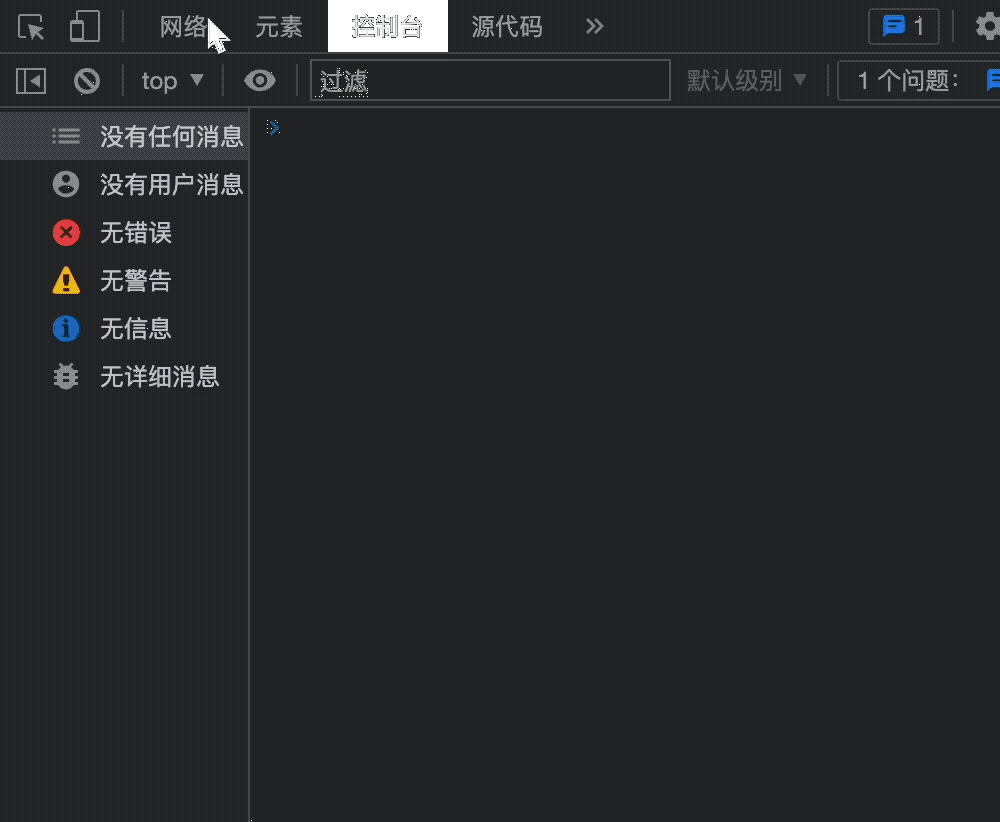 网络 元素 控制台 源代码 » 1
top ▼ 过滤 默认级别 ▼ 1 个问题：
没有任何消息
没有用户消息
无错误
无警告
无信息
无详细消息